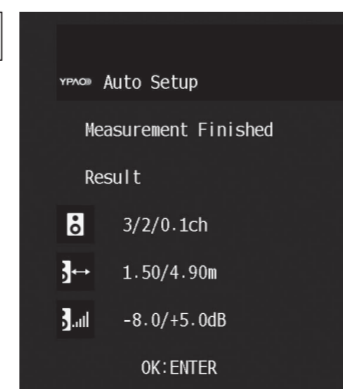 YPAO Auto Setup
Measurement Finished
Result
3/2/0.1ch
1.50/4.90m
-8.0/+5.0dB
OK:ENTER